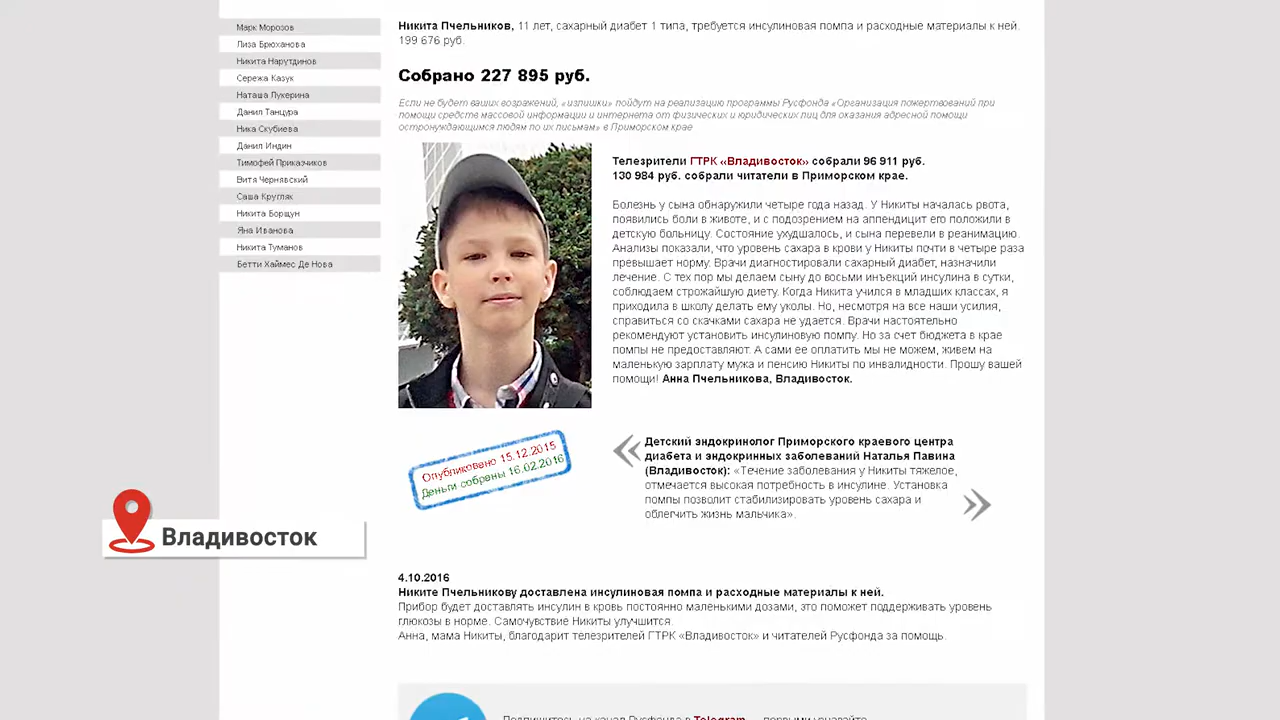 Марк Морозов
Лиза Брюханова
Никита Нарутдинов
Сережа Казук
Наташа Лукерина
Данил Танцура
Ника Скубиева
Данил Индин
Тимофей Приказчиков
Витя Чернявский
Саша Кругляк
Никита Борщун
Яна Иванова
Никита Туманов
Бетти Хаймес Де Нова
Никита Пчельников, 11 лет, сахарный диабет 1 типа, требуется инсулиновая помпа и расходные материалы к ней.
199 676 руб.
Собрано 227 895 руб.
Если не будет ваших возражений, «излишки» пойдут на реализацию программы Русфонда «Организация пожертвований при
помощи средств массовой информации и интернета от физических и юридических лиц для оказания адресной помощи
остронуждающимся людям по их письмам» в Приморском крае
Телезрители ГТРК «Владивосток» собрали 96 911 руб.
130 984 руб. собрали читатели в Приморском крае.
Болезнь у сына обнаружили четыре года назад. У Никиты началась рвота,
появились боли в животе, и с подозрением на аппендицит его положили в
детскую больницу. Состояние ухудшалось, и сына перевели в реанимацию.
Анализы показали, что уровень сахара в крови у Никиты почти в четыре раза
превышает норму. Врачи диагностировали сахарный диабет, назначили
лечение. С тех пор мы делаем сыну до восьми инъекций инсулина в сутки,
соблюдаем строжайшую диету. Когда Никита учился в младших классах, я
приходила в школу делать ему уколы. Но, несмотря на все наши усилия,
справиться со скачками сахара не удается. Врачи настоятельно
рекомендуют установить инсулиновую помпу. Но за счет бюджета в крае
помпы не предоставляют. А сами ее оплатить мы не можем, живем на
маленькую зарплату мужа и пенсию Никиты по инвалидности. Прошу вашей
помощи! Анна Пчельникова, Владивосток.
Опубликовано 15.12.2015
Деньги собраны 16.02.2016
Детский эндокринолог Приморского краевого центра
диабета и эндокринных заболеваний Наталья Павина
(Владивосток): «Течение заболевания у Никиты тяжелое,
отмечается высокая потребность в инсулине. Установка
помпы позволит стабилизировать уровень сахара и
облегчить жизнь мальчика».
Владивосток
4.10.2016
Никите Пчельникову доставлена инсулиновая помпа и расходные материалы к ней.
Прибор будет доставлять инсулин в кровь постоянно маленькими дозами, это поможет поддерживать уровень
глюкозы в норме. Самочувствие Никиты улучшится.
Анна, мама Никиты, благодарит телезрителей ГТРК «Владивосток» и читателей Русфонда за помощь.
Подпишитесь на канал Русфонда в Telegram — первыми узнавайте